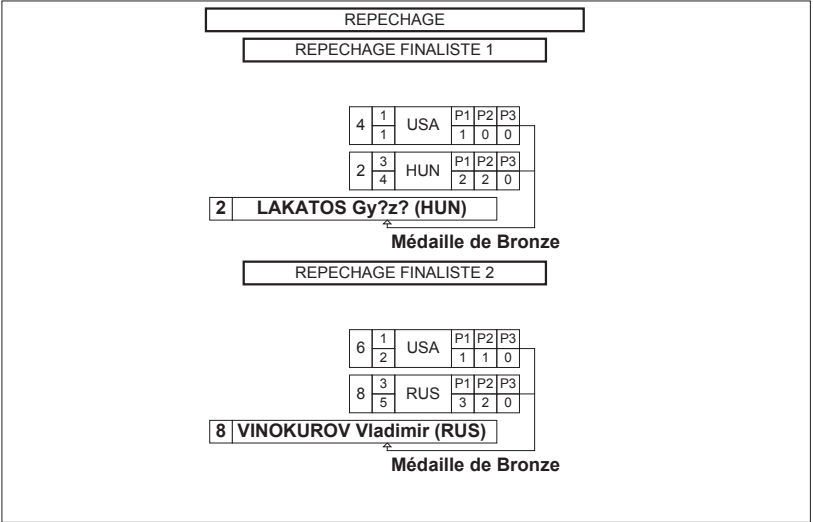 REPECHAGE
REPECHAGE FINALISTE 1
4 1 USA P1 P2 P3
1 1 0 0
2 3 HUN P1 P2 P3
4 2 2 0
2 LAKATOS Gy?z? (HUN)
Médaille de Bronze
REPECHAGE FINALISTE 2
6 1 USA P1 P2 P3
2 1 1 0
8 3 RUS P1 P2 P3
5 3 2 0
8 VINOKUROV Vladimir (RUS)
Médaille de Bronze